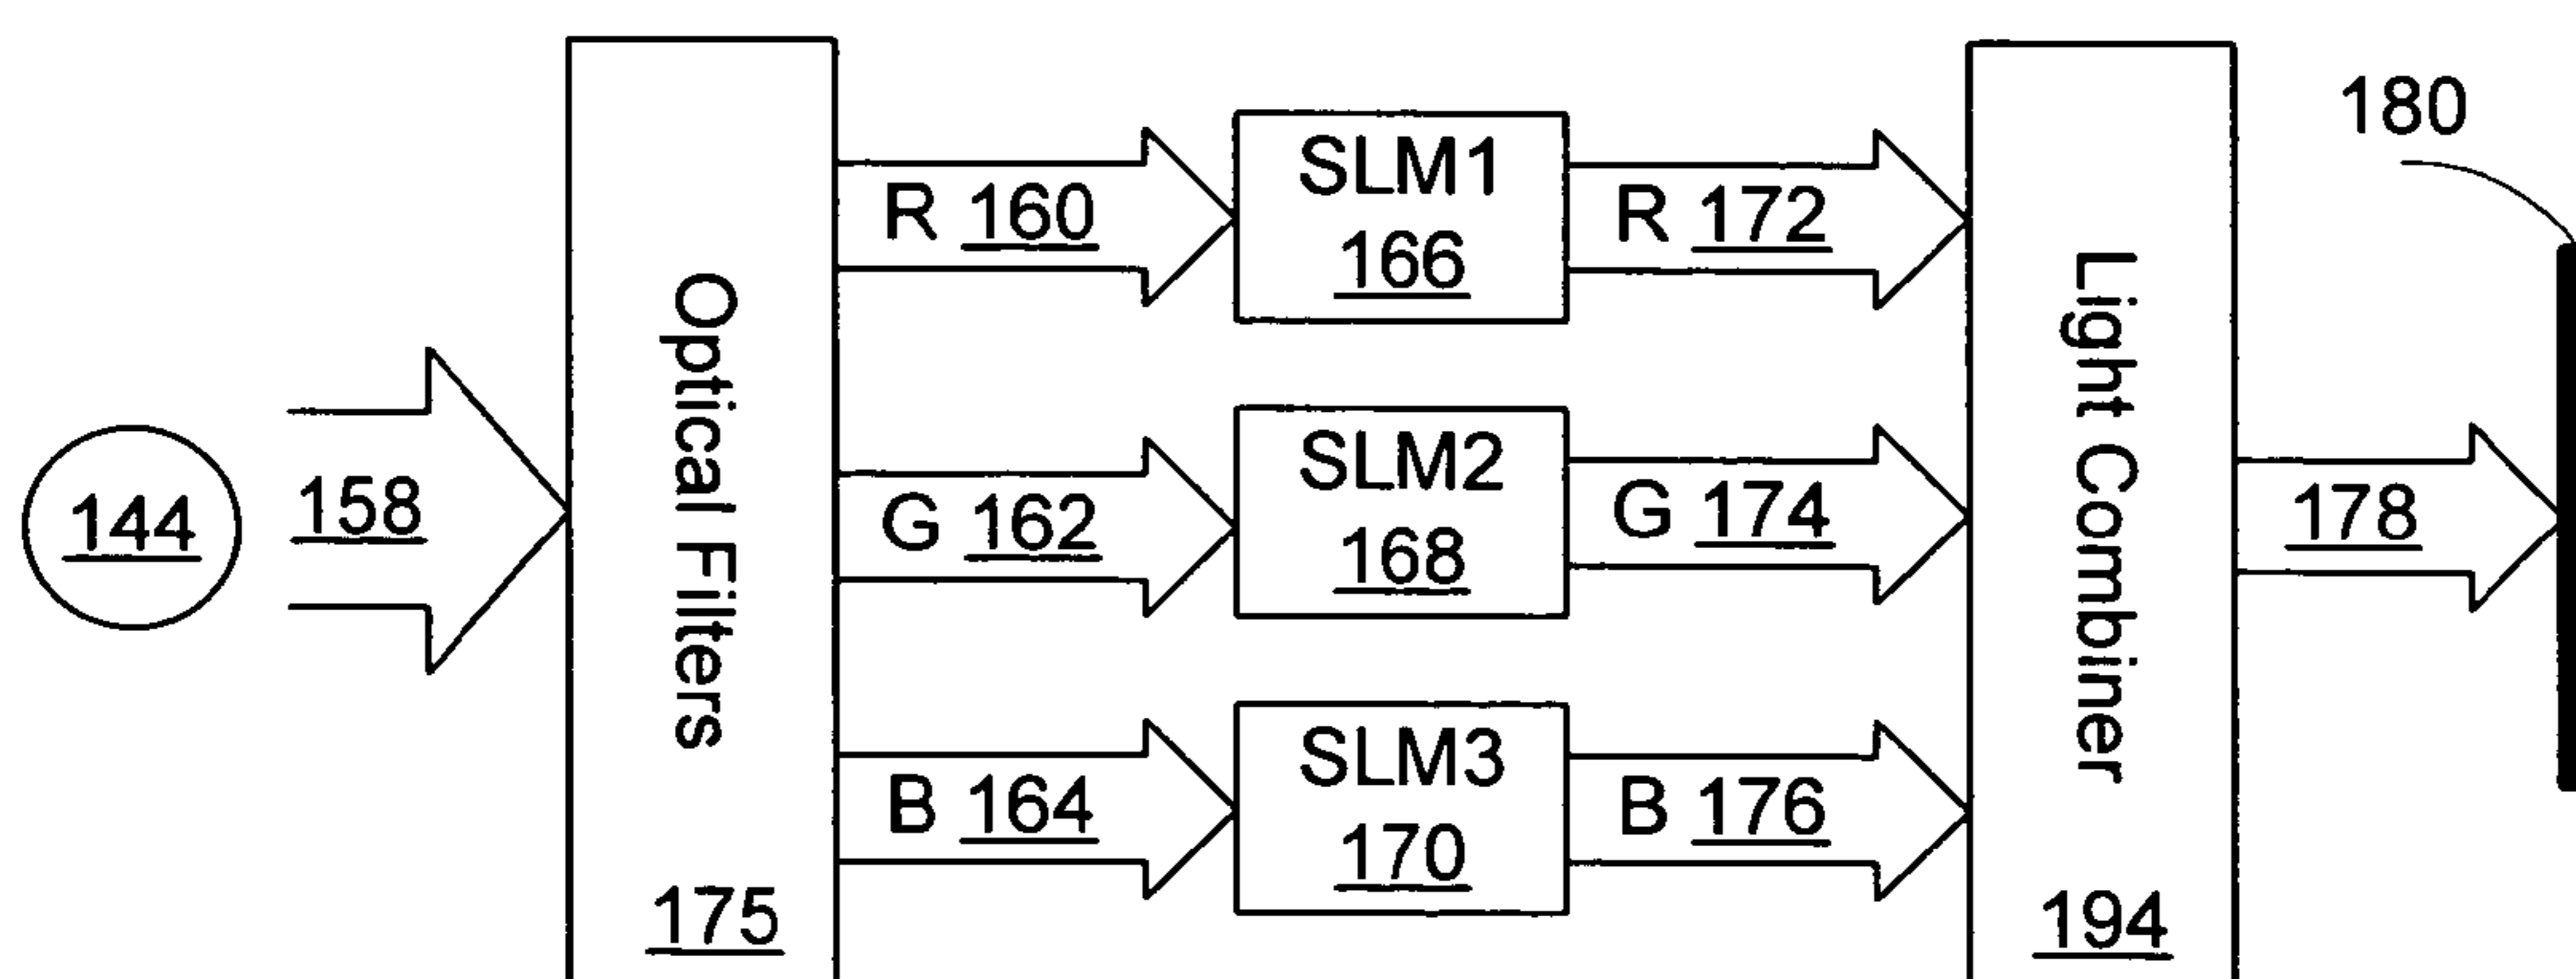 144
158
Optical Filters
175
R 160
G 162
B 164
SLM1
166
SLM2
168
SLM3
170
R 172
G 174
B 176
Light Combiner
194
178
180